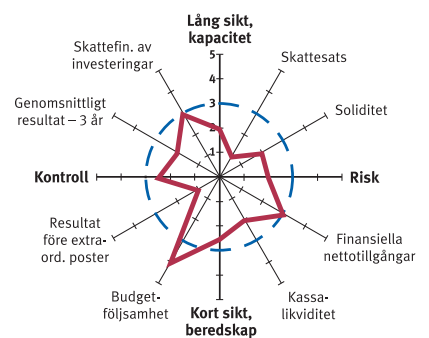 Lång sikt,
kapacitet
Skattefin. av
investeringar
Skattesats
Genomsnittligt
resultat – 3 år
Soliditet
5
4
3
2
1
Kontroll
Risk
Resultat
före extra-
ord. poster
Finansiella
nettotillgångar
Budget-
följsamhet
Kassa-
likviditet
Kort sikt,
beredskap